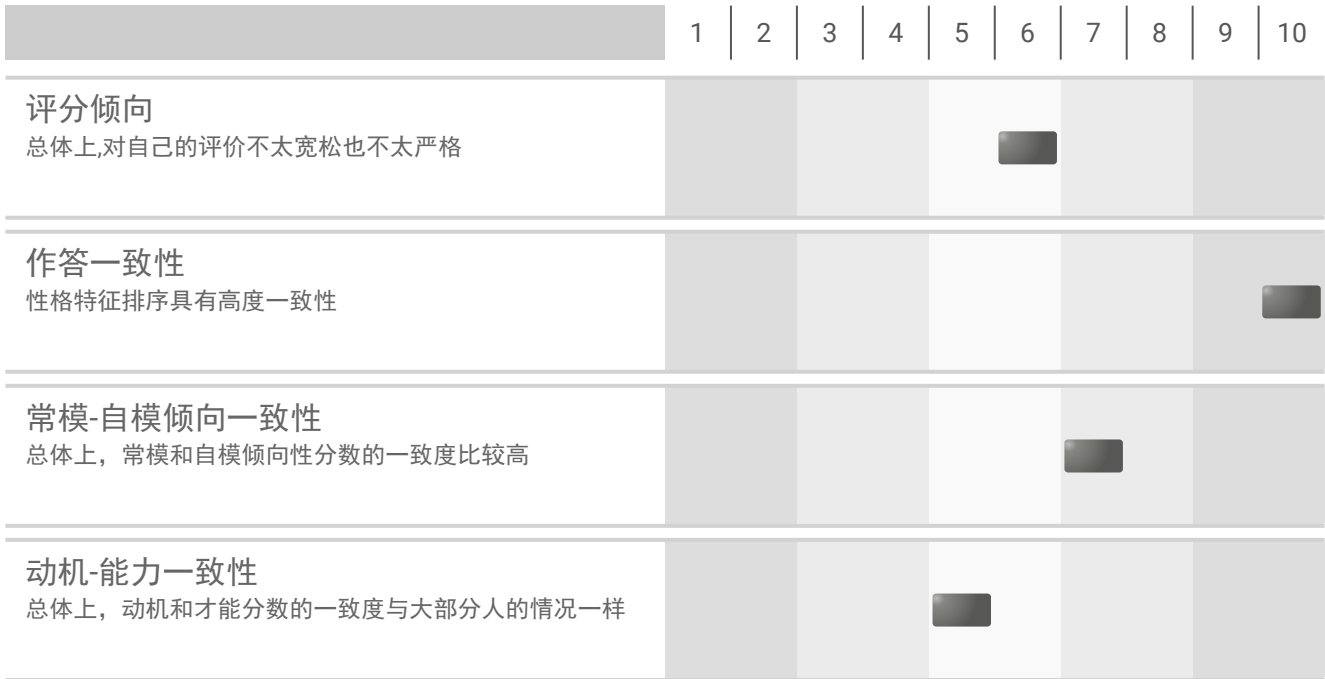 1 2 3 4 5 6 7 8 9 10
评分倾向
总体上,对自己的评价不太宽松也不太严格
作答一致性
性格特征排序具有高度一致性
常模-自模倾向一致性
总体上，常模和自模倾向性分数的一致度比较高
动机-能力一致性
总体上，动机和才能分数的一致度与大部分人的情况一样